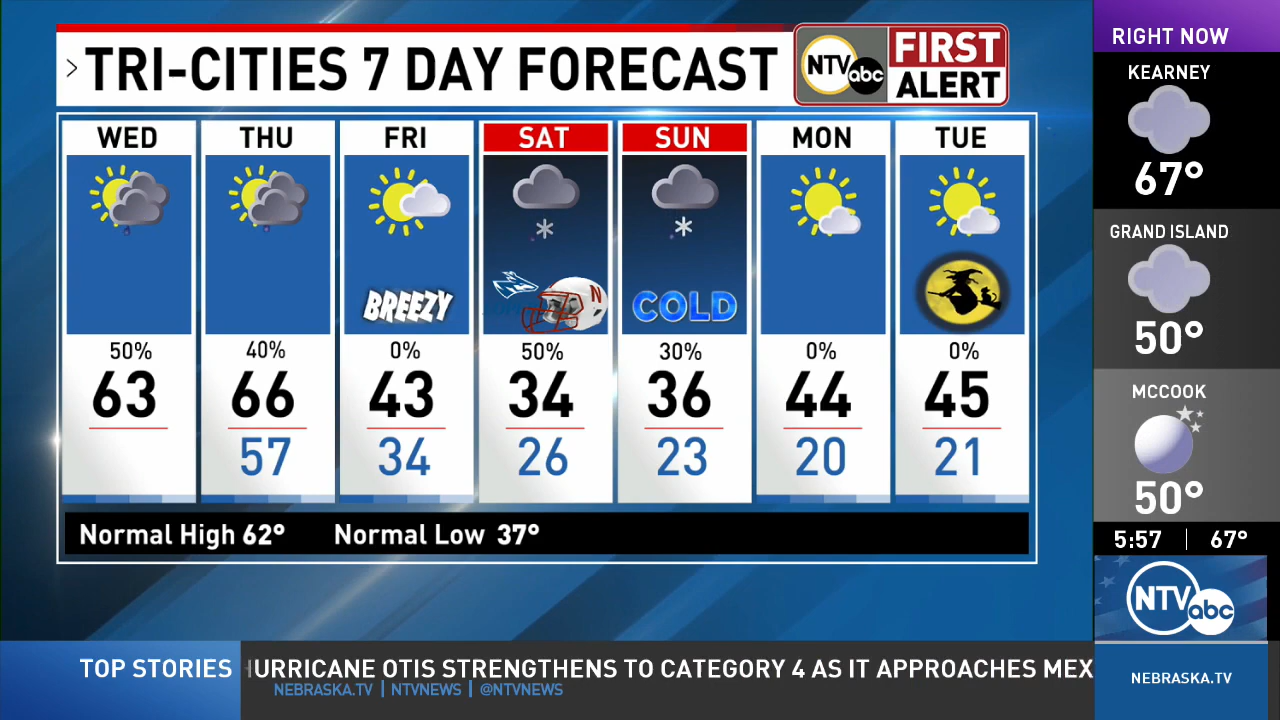 > TRI-CITIES 7 DAY FORECAST
NTV abc FIRST ALERT
WED THU FRI SAT SUN MON TUE
BREEZY N COLD
50% 40% 0% 50% 30% 0% 0%
63 66 43 34 36 44 45
57 34 26 23 20 21
Normal High 62° Normal Low 37°
RIGHT NOW
KEARNEY
67°
GRAND ISLAND
50°
MCCOOK
50°
5:57 | 67°
NTV abc
NEBRASKA.TV
TOP STORIES HURRICANE OTIS STRENGTHENS TO CATEGORY 4 AS IT APPROACHES MEX
NEBRASKA.TV | NTVNEWS | @NTVNEWS